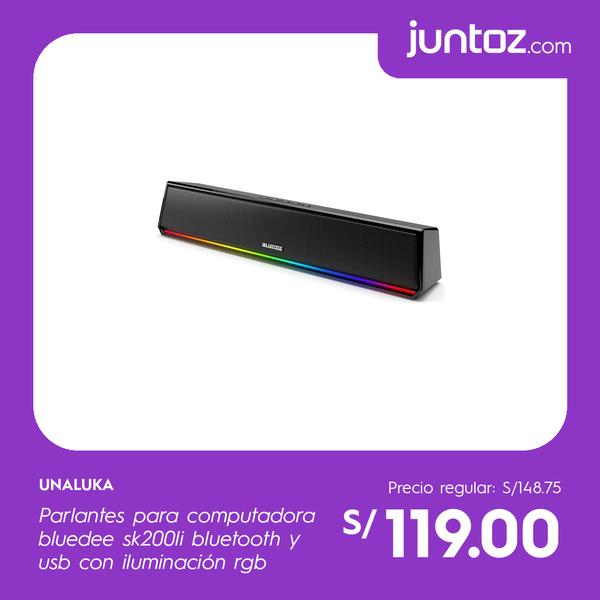 juntoz.com
BLUEDEE
UNALUKA
Parlantes para computadora
bluedee sk200li bluetooth y
usb con iluminación rgb
Precio regular: S/148.75
S/119.00